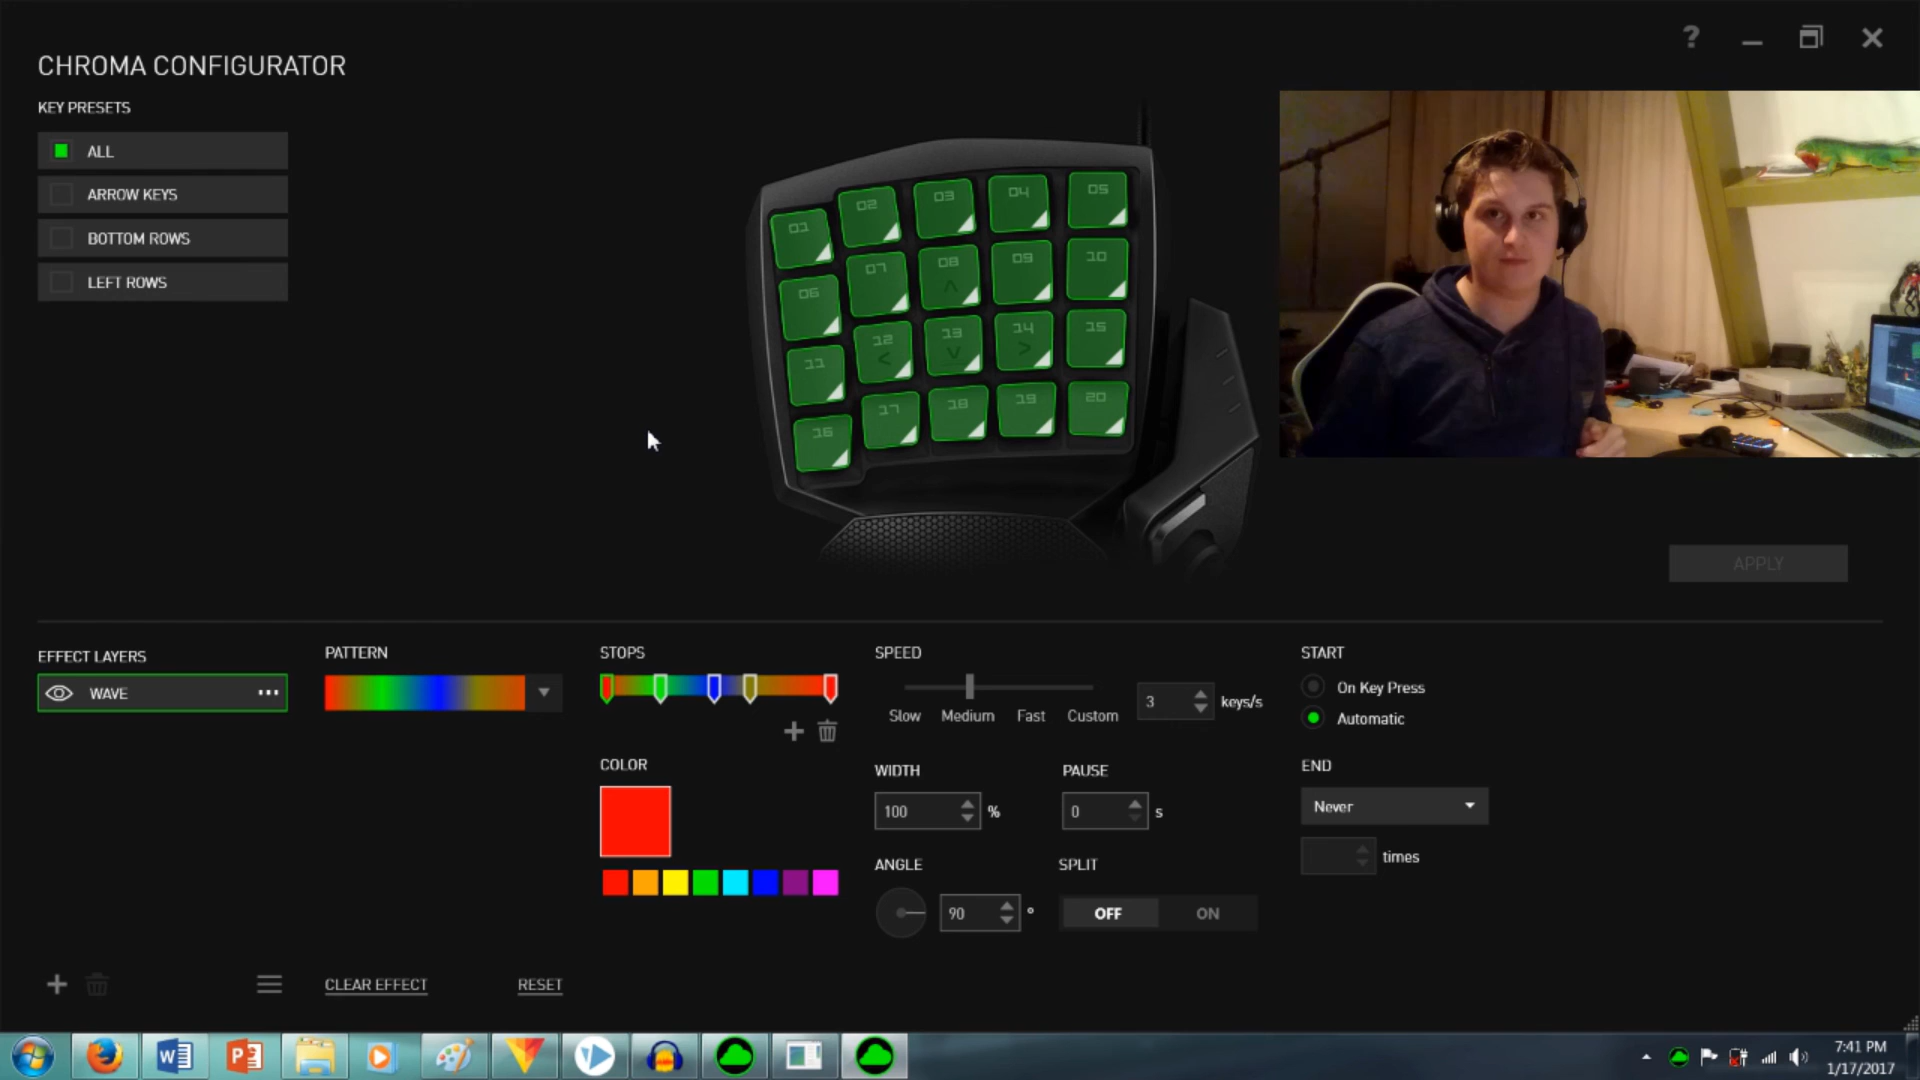 CHROMA CONFIGURATOR
KEY PRESETS
ALL
ARROW KEYS
BOTTOM ROWS
LEFT ROWS
01 02 03 04 05
06 07 08 09 10
11 12 13 14 15
16 17 18 19 20
APPLY
EFFECT LAYERS
WAVE
PATTERN
STOPS
COLOR
SPEED
Slow Medium Fast Custom
3 keys/s
WIDTH
100 %
PAUSE
0 s
ANGLE
90 °
SPLIT
OFF ON
START
On Key Press
Automatic
END
Never
times
CLEAR EFFECT
RESET
7:41 PM
1/17/2017